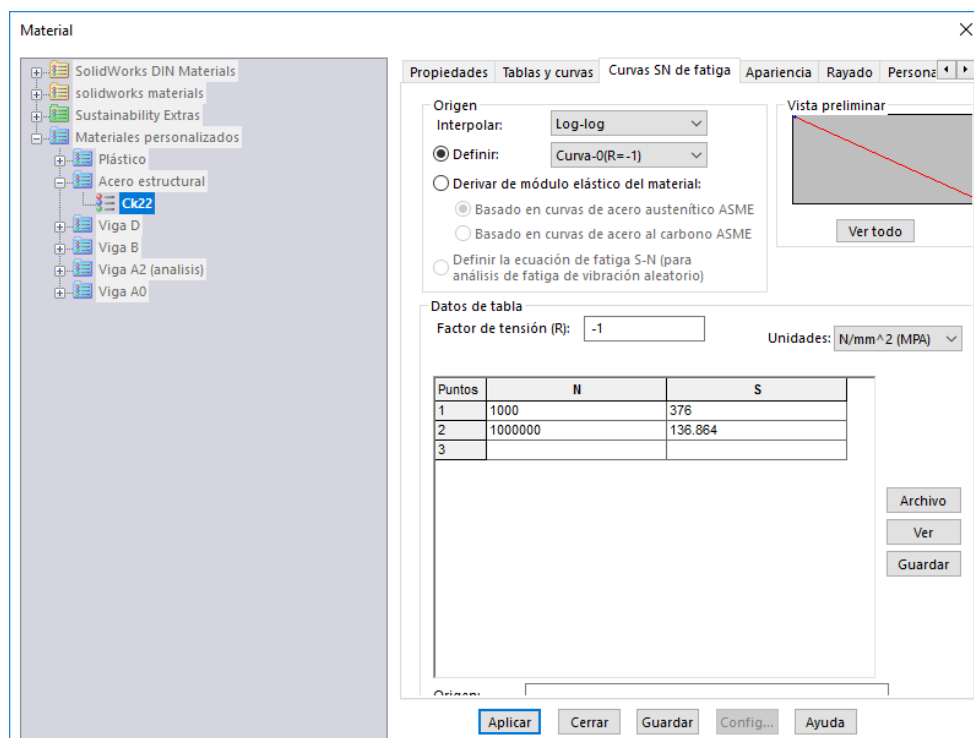 Material
SolidWorks DIN Materials
solidworks materials
Sustainability Extras
Materiales personalizados
Plástico
Acero estructural
Ck22
Viga D
Viga B
Viga A2 (analisis)
Viga A0
Propiedades Tablas y curvas Curvas SN de fatiga Apariencia Rayado Persona
Origen
Interpolar: Log-log
Definir: Curva-0(R=-1)
Derivar de módulo elástico del material:
Basado en curvas de acero austenítico ASME
Basado en curvas de acero al carbono ASME
Definir la ecuación de fatiga S-N (para
análisis de fatiga de vibración aleatorio)
Vista preliminar
Ver todo
Datos de tabla
Factor de tensión (R): -1
Unidades: N/mm^2 (MPA)
Puntos N S
1 1000 376
2 1000000 136.864
3
Archivo
Ver
Guardar
Origen:
Aplicar Cerrar Guardar Config... Ayuda